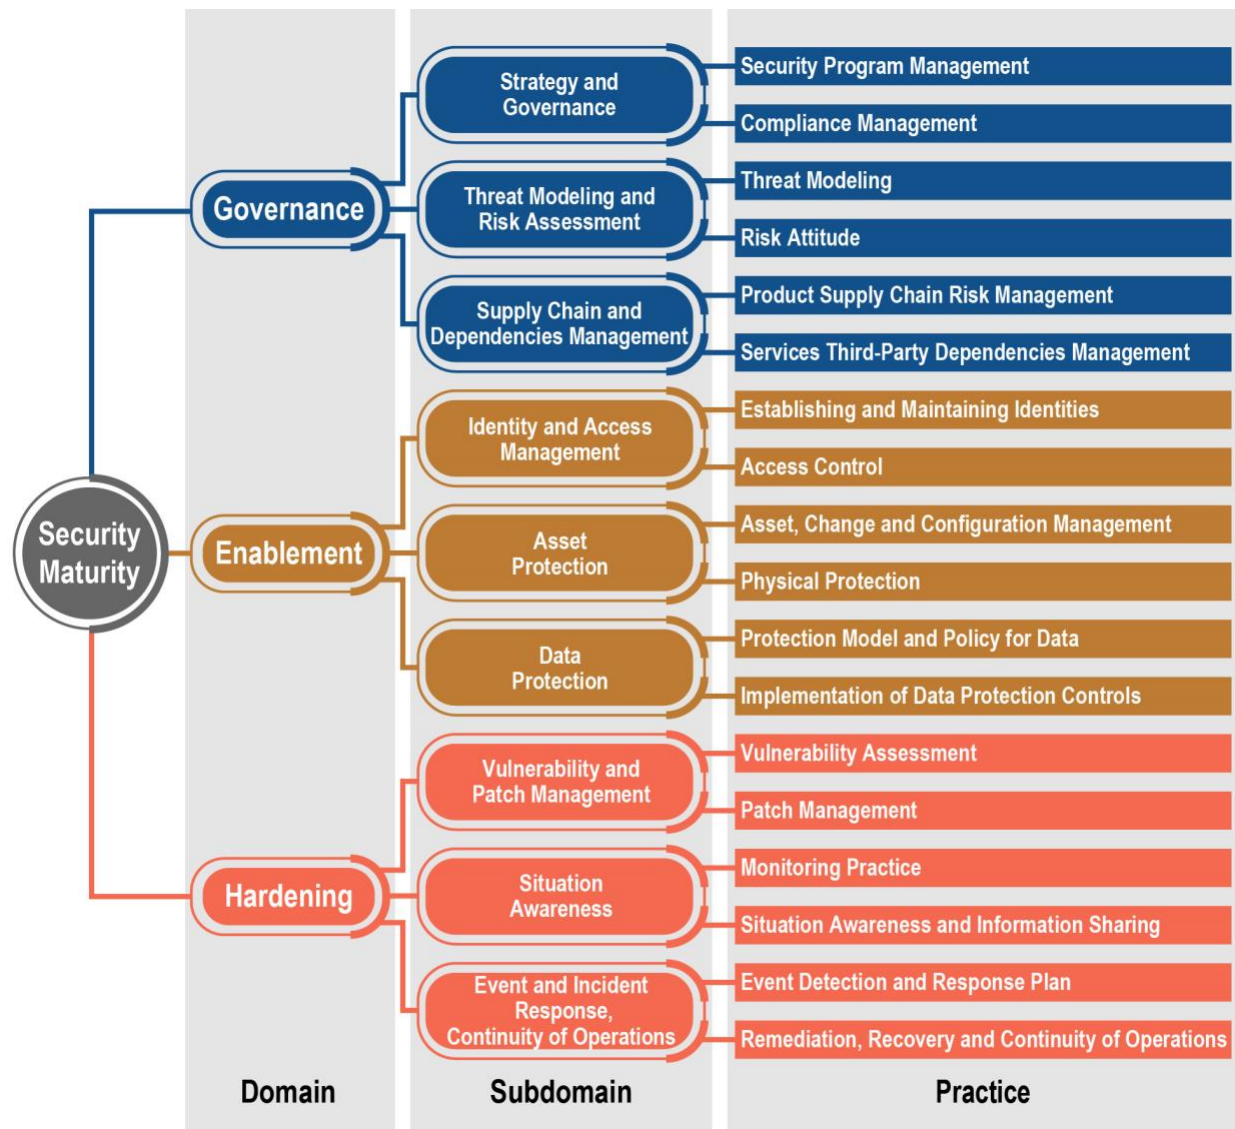 Security
Maturity
Governance
Strategy and
Governance
Security Program Management
Compliance Management
Threat Modeling and
Risk Assessment
Threat Modeling
Risk Attitude
Supply Chain and
Dependencies Management
Product Supply Chain Risk Management
Services Third-Party Dependencies Management
Enablement
Identity and Access
Management
Establishing and Maintaining Identities
Access Control
Asset
Protection
Asset, Change and Configuration Management
Physical Protection
Data
Protection
Protection Model and Policy for Data
Implementation of Data Protection Controls
Hardening
Vulnerability and
Patch Management
Vulnerability Assessment
Patch Management
Situation
Awareness
Monitoring Practice
Situation Awareness and Information Sharing
Event and Incident
Response,
Continuity of Operations
Event Detection and Response Plan
Remediation, Recovery and Continuity of Operations
Domain
Subdomain
Practice